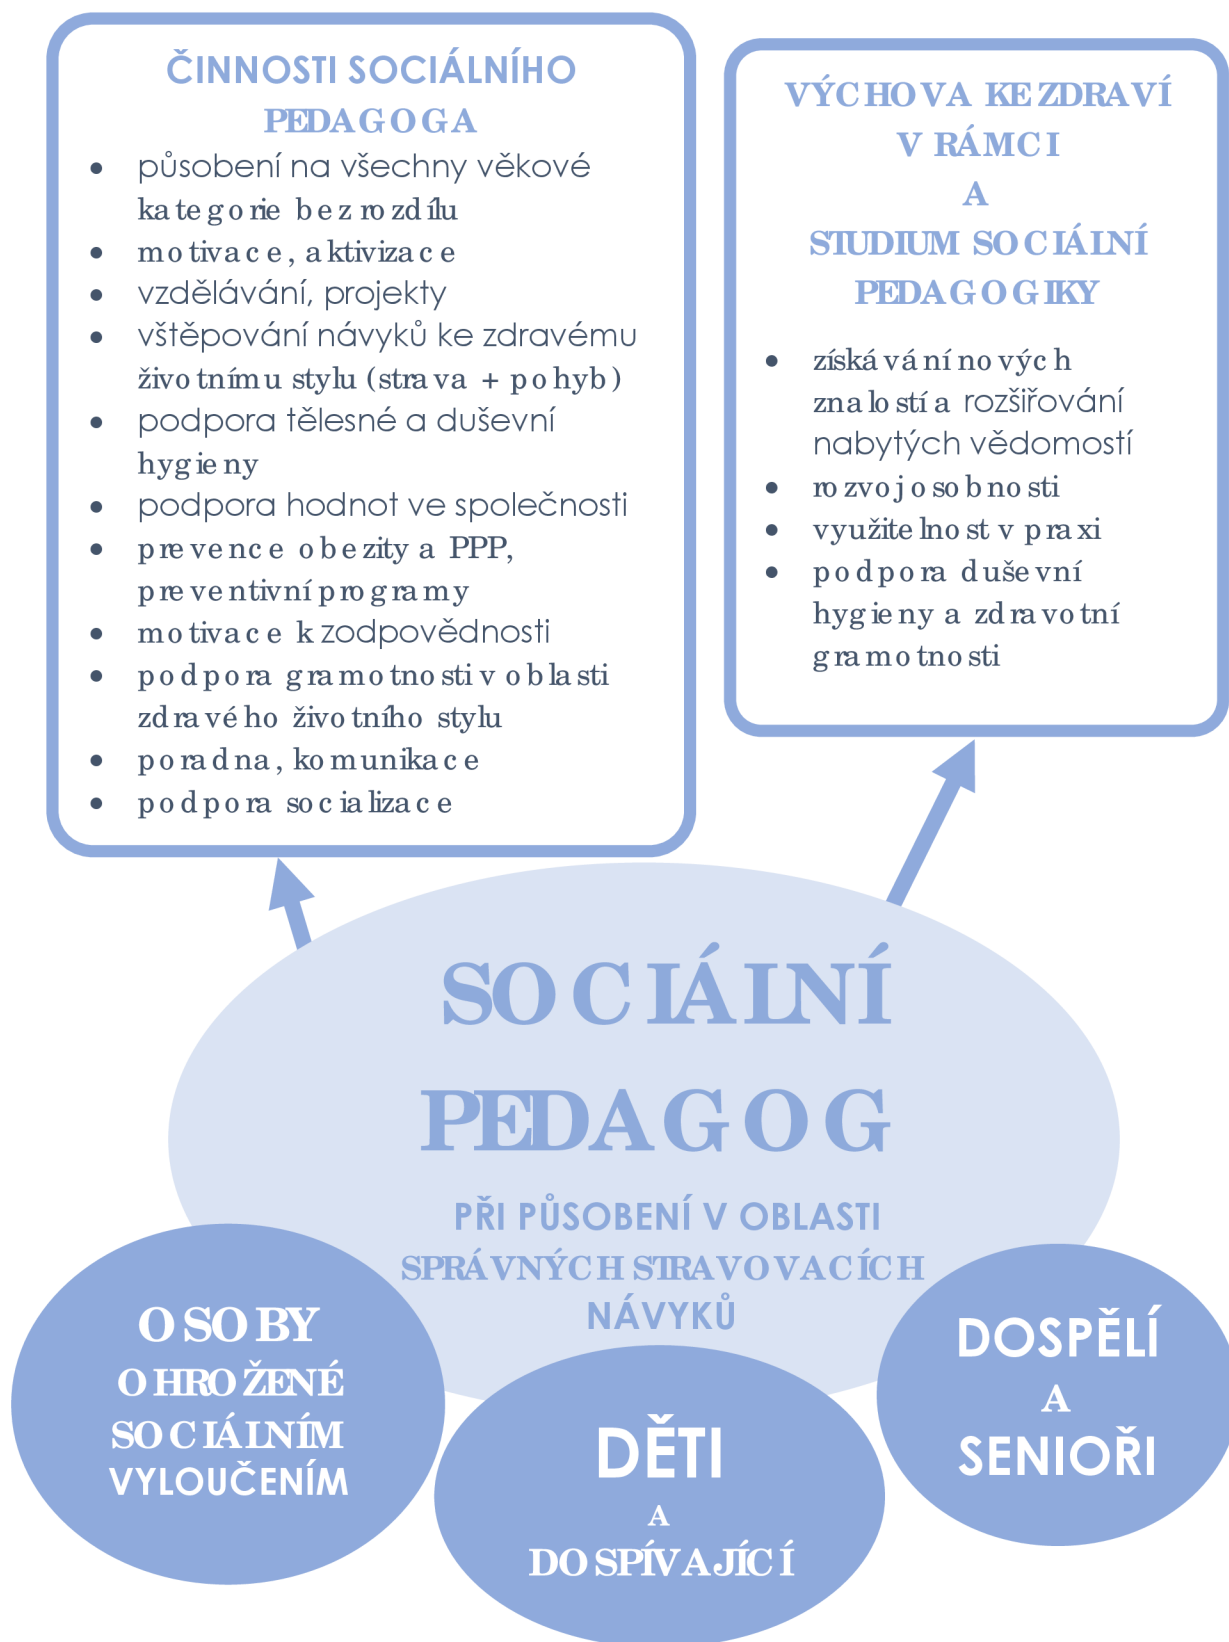 ČINNOSTI SOCIÁLNÍHO
PEDAGOGA
• působení na všechny věkové
kategorie bez rozdílu
• motivace, aktivizace
• vzdělávání, projekty
• vštěpování návyků ke zdravému
životnímu stylu (strava + pohyb)
• podpora tělesné a duševní
hygieny
• podpora hodnot ve společnosti
• prevence obezity a PPP,
preventivní programy
• motivace k zodpovědnosti
• podpora gramotnosti v oblasti
zdravého životního stylu
• poradna, komunikace
• podpora socializace
VÝCHOVA KE ZDRAVÍ
V RÁMCI
A
STUDIUM SOCIÁLNÍ
PEDAGOGIKY
• získávání nových
znalostí a rozšiřování
nabytých vědomostí
• rozvoj osobnosti
• využitelnost v praxi
• podpora duševní
hygieny a zdravotní
gramotnosti
SOCIÁLNÍ
PEDAGOG
PŘI PŮSOBENÍ V OBLASTI
SPRÁVNÝCH STRAVOVACÍCH
NÁVYKŮ
OSOBY
OHROŽENÉ
SOCIÁLNÍM
VYLOUČENÍM
DĚTI
A
DOSPÍVAJÍCÍ
DOSPĚLÍ
A
SENIOŘI